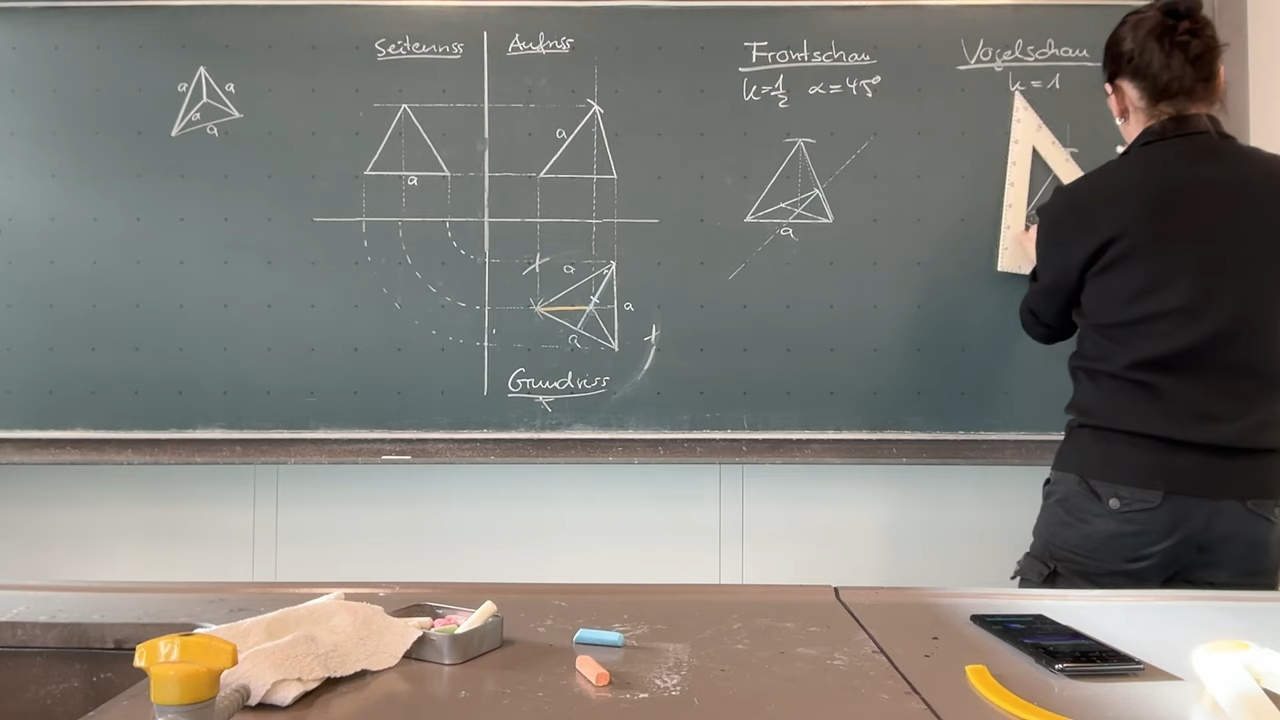 a a
a
a
Seitenriss
Aufriss
a
a
a
a
a
Grundriss
Frontschau
k=1/2 α=45°
a
Vogelschau
k=1